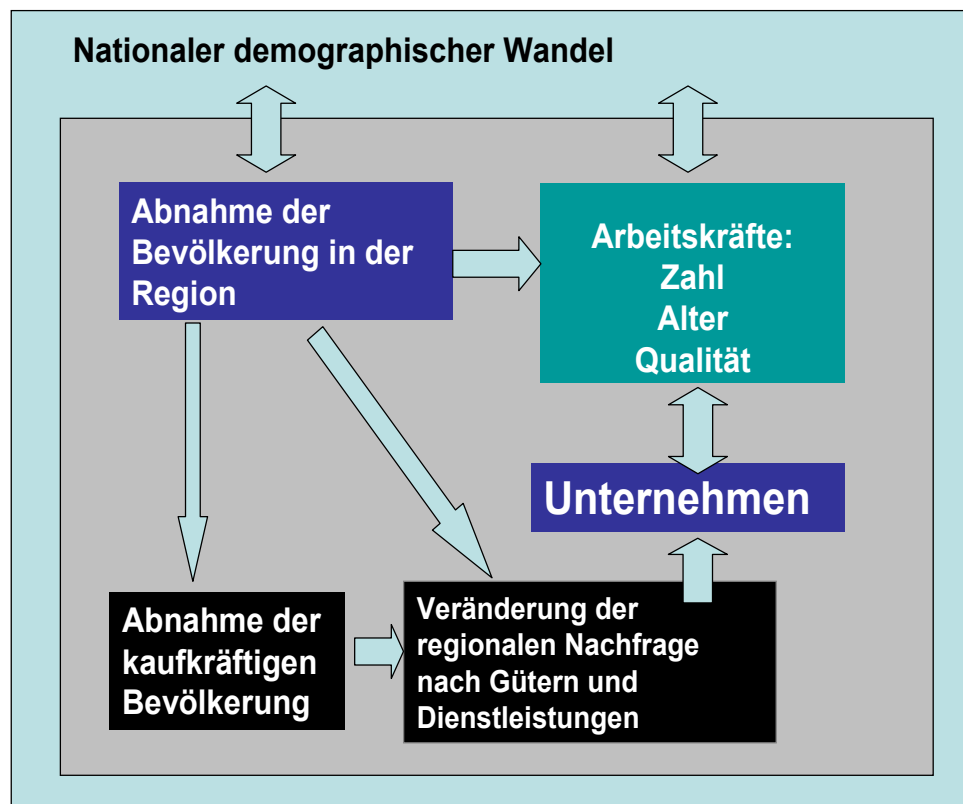 Nationaler demographischer Wandel
Abnahme der
Bevölkerung in der
Region
Arbeitskräfte:
Zahl
Alter
Qualität
Unternehmen
Abnahme der
kaufkräftigen
Bevölkerung
Veränderung der
regionalen Nachfrage
nach Gütern und
Dienstleistungen